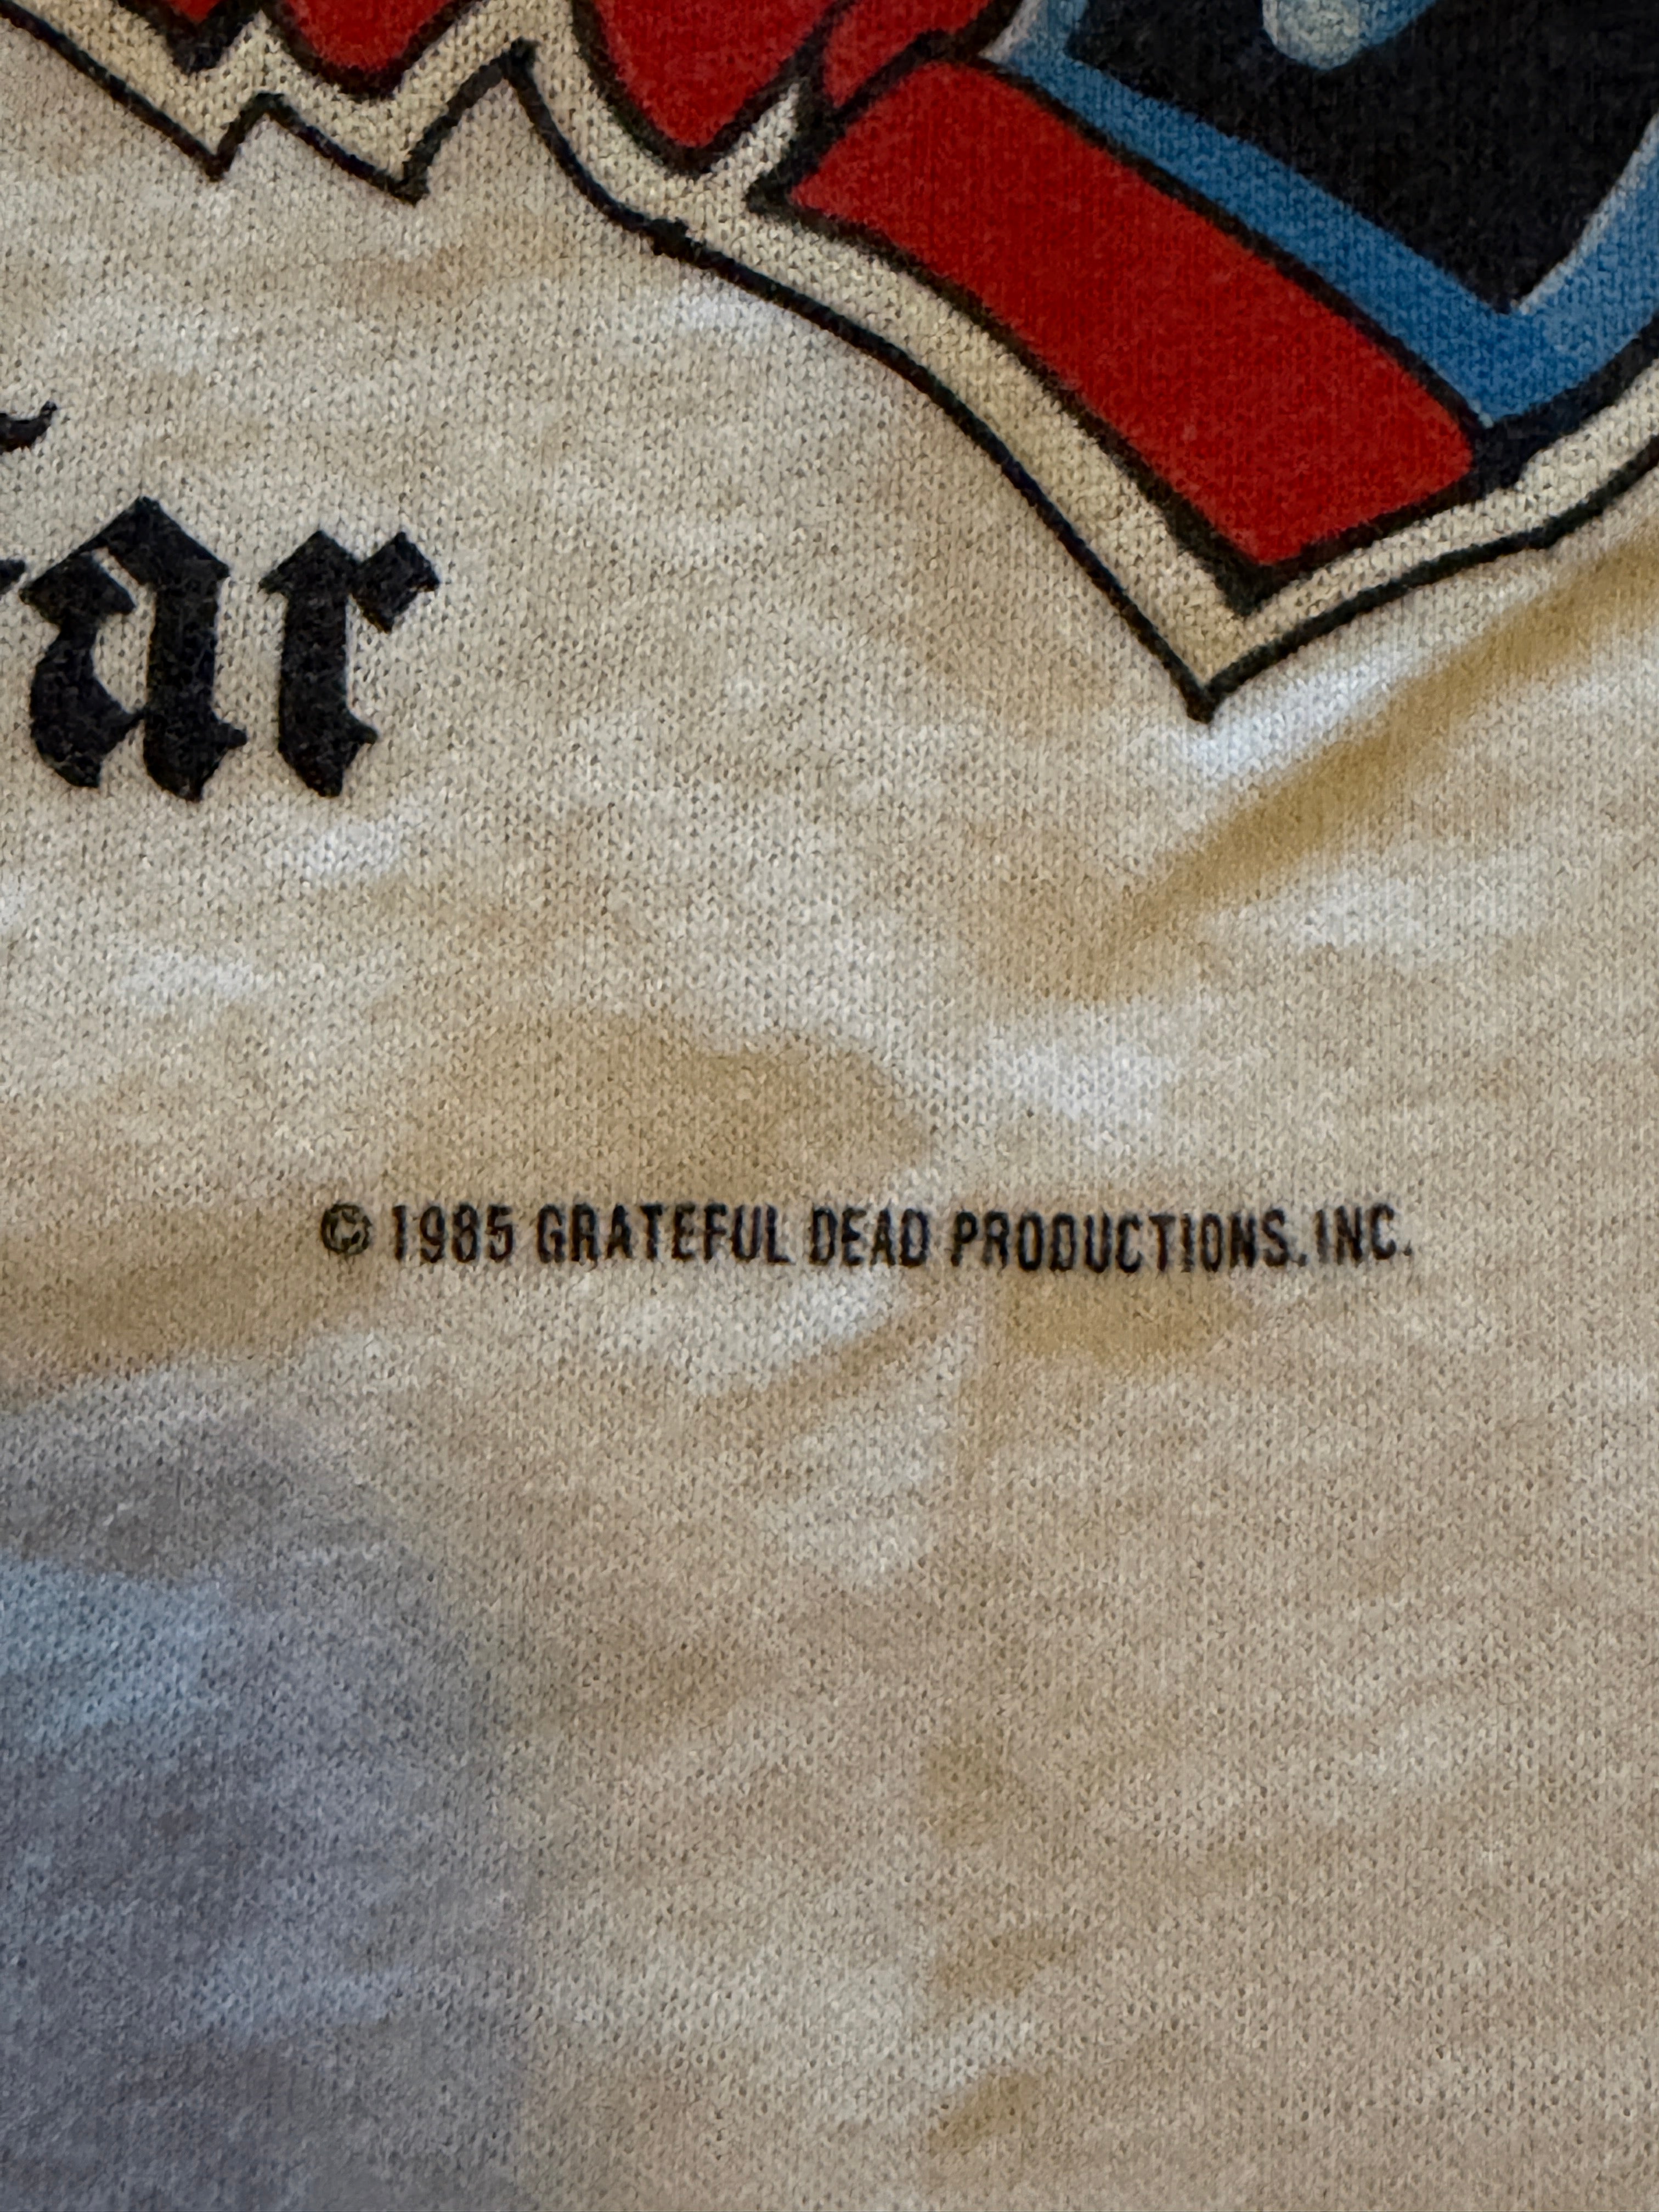 ar
© 1985 GRATEFUL DEAD PRODUCTIONS, INC.